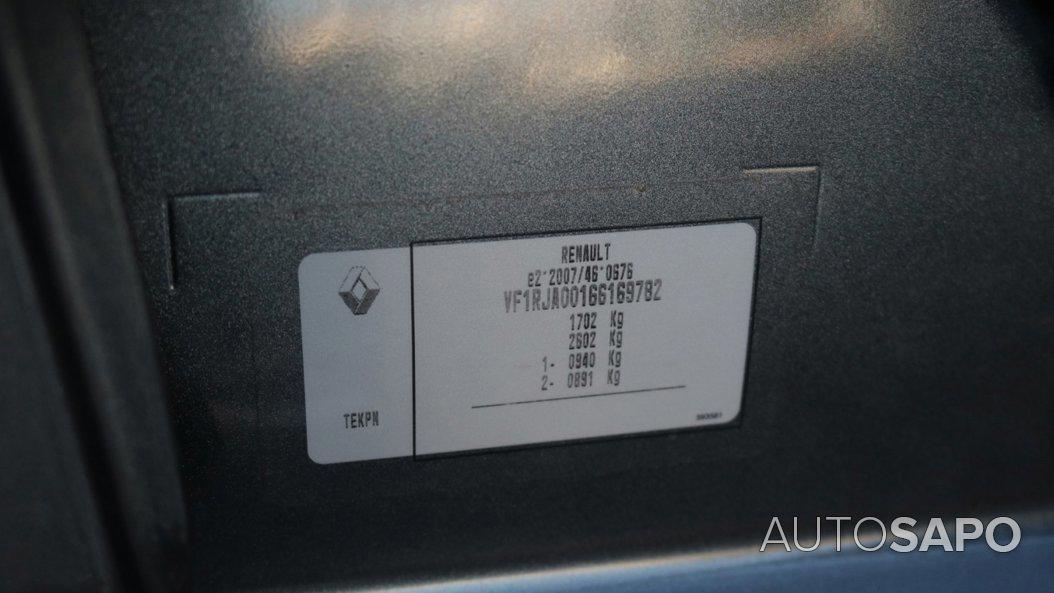 RENAULT
e2*2007/46*0676
VF1RJA00166169782
1702 Kg
2602 Kg
1- 0940 Kg
2- 0891 Kg
TEKPN
AUTOSAPO